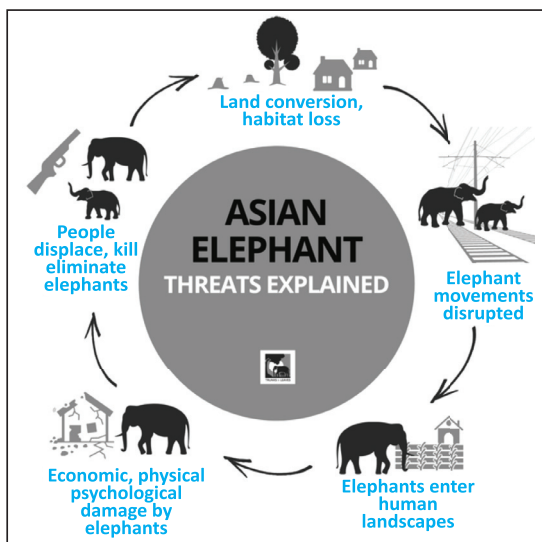 Land conversion,
habitat loss
ASIAN
ELEPHANT
THREATS EXPLAINED
Elephant
movements
disrupted
Elephants enter
human
landscapes
Economic, physical
psychological
damage by
elephants
People
displace, kill
eliminate
elephants